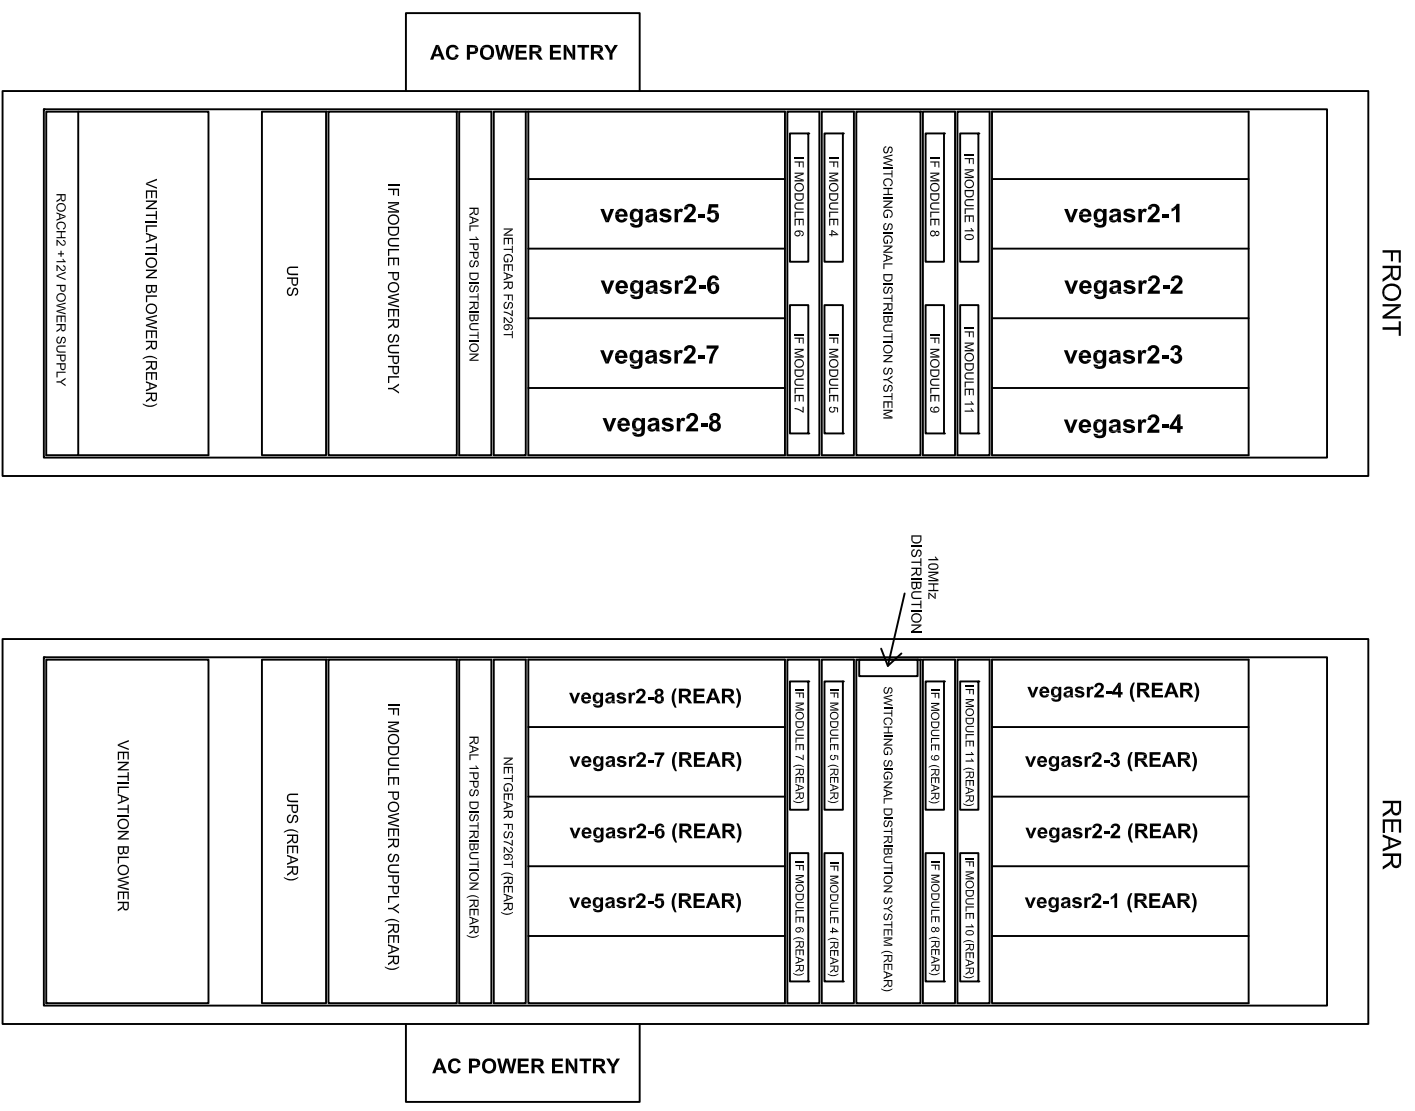 AC POWER ENTRY
FRONT
ROACH2 +12V POWER SUPPLY
VENTILATION BLOWER (REAR)
UPS
IF MODULE POWER SUPPLY
RAL 1PPS DISTRIBUTION
NETGEAR FS726T
vegasr2-5
vegasr2-6
vegasr2-7
vegasr2-8
IF MODULE 6
IF MODULE 7
IF MODULE 4
IF MODULE 5
SWITCHING SIGNAL DISTRIBUTION SYSTEM
IF MODULE 8
IF MODULE 9
IF MODULE 10
IF MODULE 11
vegasr2-1
vegasr2-2
vegasr2-3
vegasr2-4
10MHz
DISTRIBUTION
REAR
VENTILATION BLOWER
UPS (REAR)
IF MODULE POWER SUPPLY (REAR)
RAL 1PPS DISTRIBUTION (REAR)
NETGEAR FS726T (REAR)
vegasr2-8 (REAR)
vegasr2-7 (REAR)
vegasr2-6 (REAR)
vegasr2-5 (REAR)
IF MODULE 7 (REAR)
IF MODULE 6 (REAR)
IF MODULE 5 (REAR)
IF MODULE 4 (REAR)
SWITCHING SIGNAL DISTRIBUTION SYSTEM (REAR)
IF MODULE 9 (REAR)
IF MODULE 8 (REAR)
IF MODULE 11 (REAR)
IF MODULE 10 (REAR)
vegasr2-4 (REAR)
vegasr2-3 (REAR)
vegasr2-2 (REAR)
vegasr2-1 (REAR)
AC POWER ENTRY